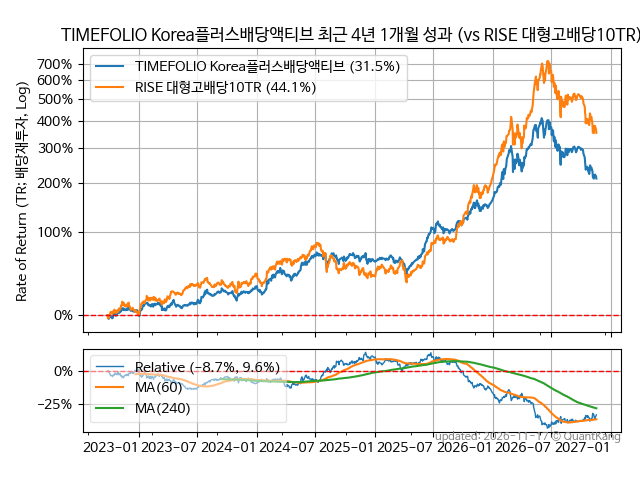 TIMEFOLIO Korea플러스배당액티브 최근 4년 1개월 성과 (vs RISE 대형고배당10TR)
Rate of Return (TR: 배당재투자, Log)
700%
600%
500%
400%
300%
200%
100%
0%
TIMEFOLIO Korea플러스배당액티브 (31.5%)
RISE 대형고배당10TR (44.1%)
0%
−25%
Relative (−8.7%, 9.6%)
MA(60)
MA(240)
2023−01 2023−07 2024−01 2024−07 2025−01 2025−07 2026−01 2026−07 2027−01
updated: 2026−11−17 © QuantKang